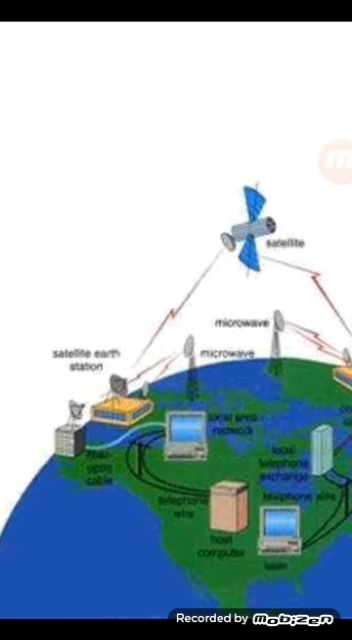 satellite
microwave
microwave
satellite earth
station
local area
network
fiber-
optic
cable
local
telephone
exchange
telephone
wire
telephone wire
host
computer
user
Recorded by mobizen